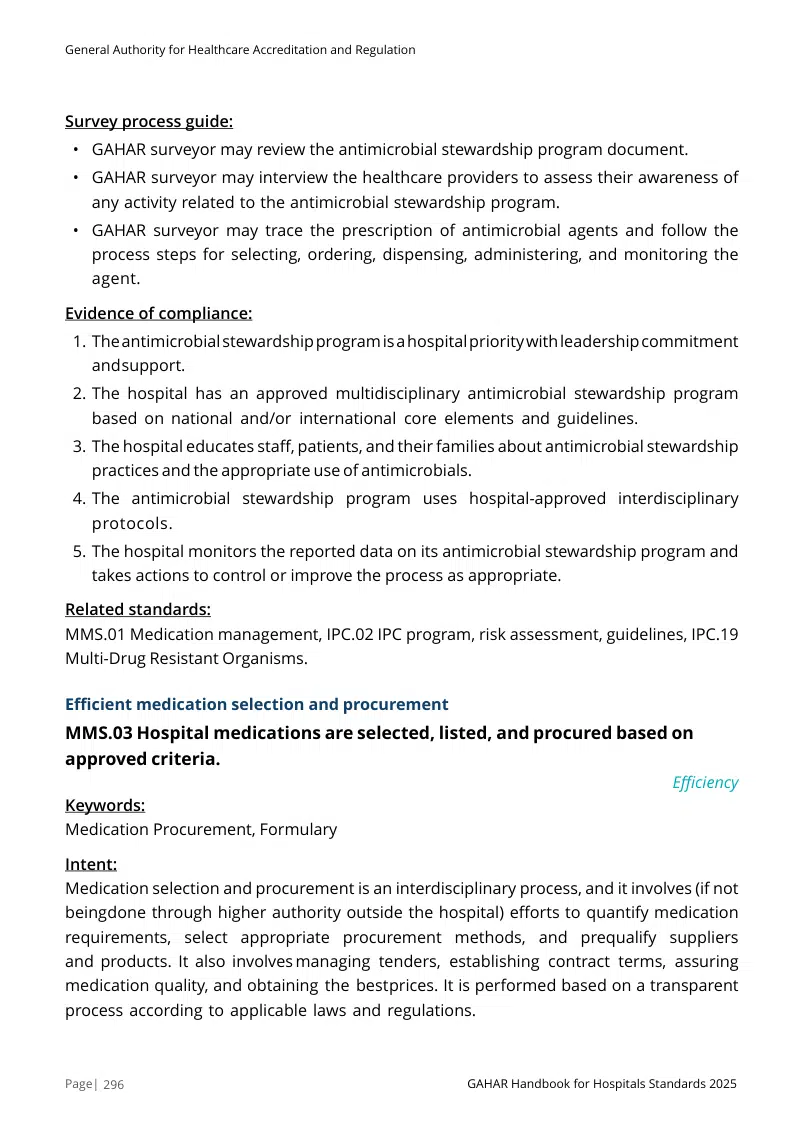 General Authority for Healthcare Accreditation and Regulation
Survey process guide:
• GAHAR surveyor may review the antimicrobial stewardship program document.
• GAHAR surveyor may interview the healthcare providers to assess their awareness of
any activity related to the antimicrobial stewardship program.
• GAHAR surveyor may trace the prescription of antimicrobial agents and follow the
process steps for selecting, ordering, dispensing, administering, and monitoring the
agent.
Evidence of compliance:
1. The antimicrobial stewardship program is a hospital priority with leadership commitment
andsupport.
2. The hospital has an approved multidisciplinary antimicrobial stewardship program
based on national and/or international core elements and guidelines.
3. The hospital educates staff, patients, and their families about antimicrobial stewardship
practices and the appropriate use of antimicrobials.
4. The antimicrobial stewardship program uses hospital-approved interdisciplinary
protocols.
5. The hospital monitors the reported data on its antimicrobial stewardship program and
takes actions to control or improve the process as appropriate.
Related standards:
MMS.01 Medication management, IPC.02 IPC program, risk assessment, guidelines, IPC.19
Multi-Drug Resistant Organisms.
Efficient medication selection and procurement
MMS.03 Hospital medications are selected, listed, and procured based on
approved criteria.
Efficiency
Keywords:
Medication Procurement, Formulary
Intent:
Medication selection and procurement is an interdisciplinary process, and it involves (if not
beingdone through higher authority outside the hospital) efforts to quantify medication
requirements, select appropriate procurement methods, and prequalify suppliers
and products. It also involves managing tenders, establishing contract terms, assuring
medication quality, and obtaining the bestprices. It is performed based on a transparent
process according to applicable laws and regulations.
Page| 296
GAHAR Handbook for Hospitals Standards 2025